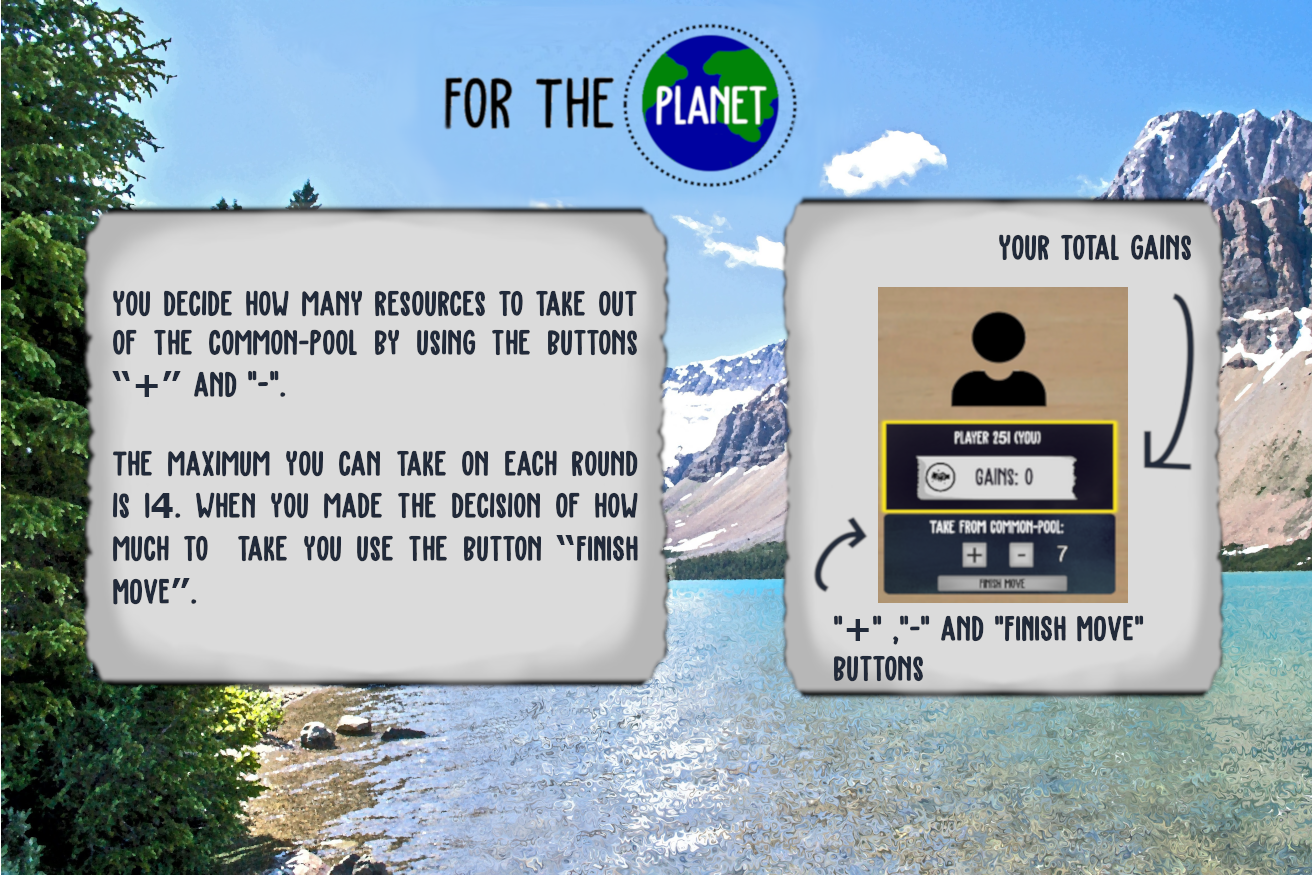 FOR THE PLANET
YOU DECIDE HOW MANY RESOURCES TO TAKE OUT
OF THE COMMON-POOL BY USING THE BUTTONS
“+” AND "-".
THE MAXIMUM YOU CAN TAKE ON EACH ROUND
IS 14. WHEN YOU MADE THE DECISION OF HOW
MUCH TO TAKE YOU USE THE BUTTON “FINISH
MOVE”.
YOUR TOTAL GAINS
PLAYER 251 (YOU)
GAINS: 0
TAKE FROM COMMON-POOL:
+ - 7
FINISH MOVE
"+" ,"-" AND "FINISH MOVE"
BUTTONS